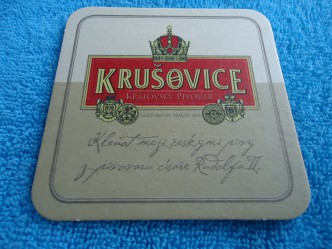 KRUŠOVICE
KRÁLOVSKÝ PIVOVAR
Klenot mezi českými pivy
z pivovaru císaře Rudolfa II.